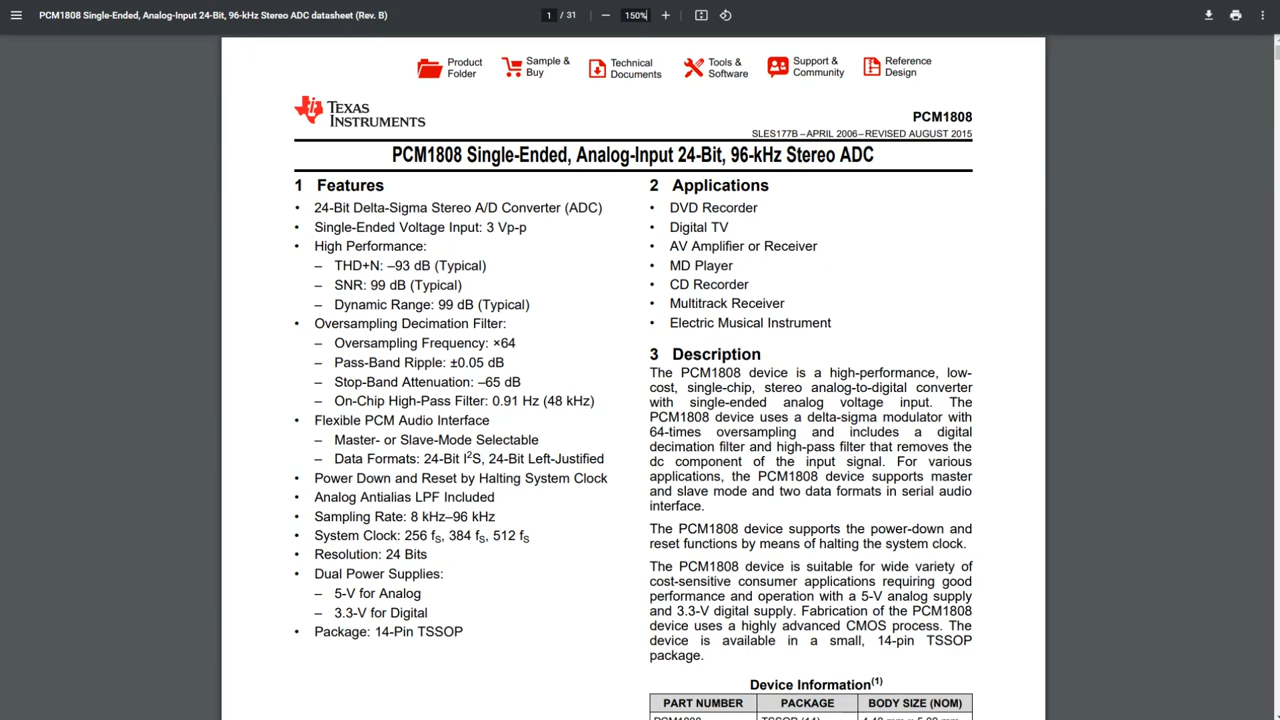 PCM1808 Single-Ended, Analog-Input 24-Bit, 96-kHz Stereo ADC datasheet (Rev. B)
1 / 31
150%
Product
Folder
Sample &
Buy
Technical
Documents
Tools &
Software
Support &
Community
Reference
Design
TEXAS
INSTRUMENTS
PCM1808
SLES177B – APRIL 2006 – REVISED AUGUST 2015
PCM1808 Single-Ended, Analog-Input 24-Bit, 96-kHz Stereo ADC
1 Features
• 24-Bit Delta-Sigma Stereo A/D Converter (ADC)
• Single-Ended Voltage Input: 3 Vp-p
• High Performance:
– THD+N: –93 dB (Typical)
– SNR: 99 dB (Typical)
– Dynamic Range: 99 dB (Typical)
• Oversampling Decimation Filter:
– Oversampling Frequency: ×64
– Pass-Band Ripple: ±0.05 dB
– Stop-Band Attenuation: –65 dB
– On-Chip High-Pass Filter: 0.91 Hz (48 kHz)
• Flexible PCM Audio Interface
– Master- or Slave-Mode Selectable
– Data Formats: 24-Bit I²S, 24-Bit Left-Justified
• Power Down and Reset by Halting System Clock
• Analog Antialias LPF Included
• Sampling Rate: 8 kHz–96 kHz
• System Clock: 256 fS, 384 fS, 512 fS
• Resolution: 24 Bits
• Dual Power Supplies:
– 5-V for Analog
– 3.3-V for Digital
• Package: 14-Pin TSSOP
2 Applications
• DVD Recorder
• Digital TV
• AV Amplifier or Receiver
• MD Player
• CD Recorder
• Multitrack Receiver
• Electric Musical Instrument
3 Description
The PCM1808 device is a high-performance, low-
cost, single-chip, stereo analog-to-digital converter
with single-ended analog voltage input. The
PCM1808 device uses a delta-sigma modulator with
64-times oversampling and includes a digital
decimation filter and high-pass filter that removes the
dc component of the input signal. For various
applications, the PCM1808 device supports master
and slave mode and two data formats in serial audio
interface.
The PCM1808 device supports the power-down and
reset functions by means of halting the system clock.
The PCM1808 device is suitable for wide variety of
cost-sensitive consumer applications requiring good
performance and operation with a 5-V analog supply
and 3.3-V digital supply. Fabrication of the PCM1808
device uses a highly advanced CMOS process. The
device is available in a small, 14-pin TSSOP
package.
Device Information(1)
PART NUMBER PACKAGE BODY SIZE (NOM)
PCM1808 TSSOP (14)